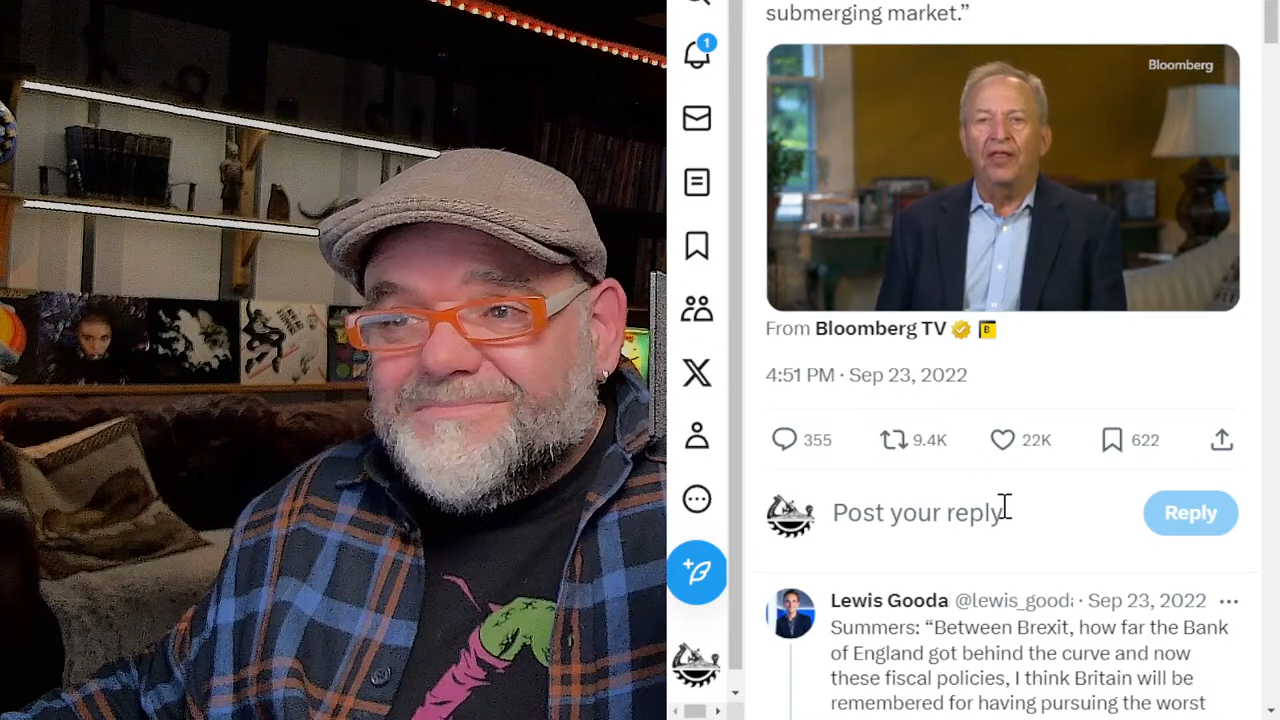 submerging market.”
Bloomberg
From Bloomberg TV
4:51 PM · Sep 23, 2022
355
9.4K
22K
622
Post your reply
Reply
1
Lewis Gooda @lewis_good · Sep 23, 2022 ···
Summers: “Between Brexit, how far the Bank
of England got behind the curve and now
these fiscal policies, I think Britain will be
remembered for having pursuing the worst